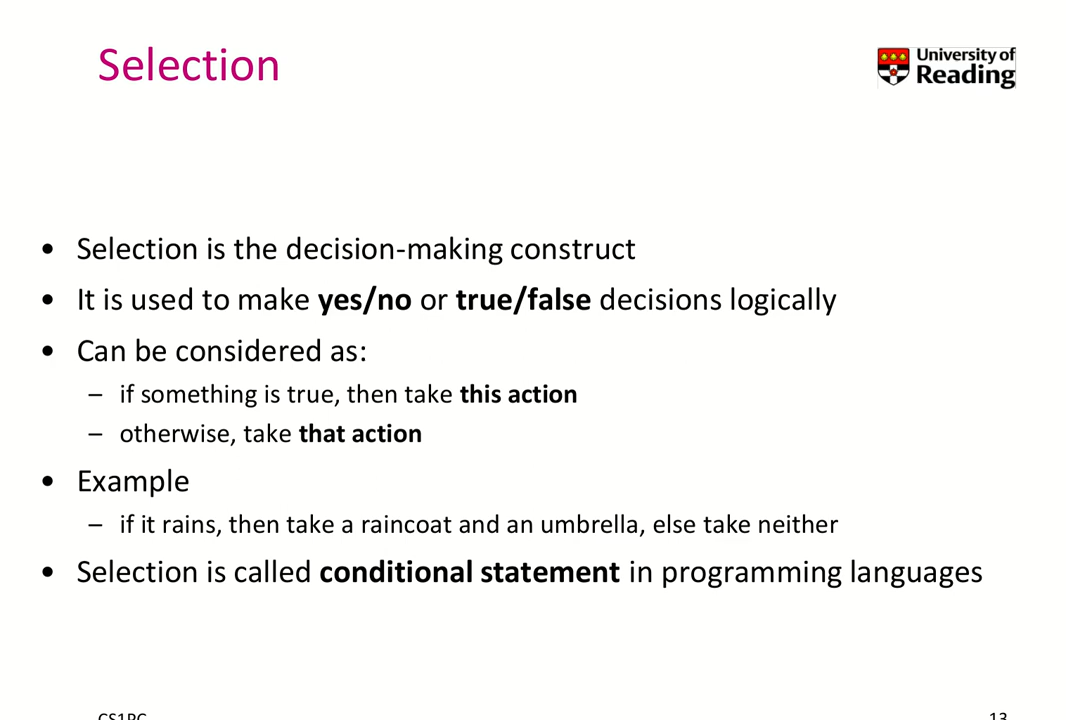 Selection
University of
Reading
• Selection is the decision-making construct
• It is used to make yes/no or true/false decisions logically
• Can be considered as:
– if something is true, then take this action
– otherwise, take that action
• Example
– if it rains, then take a raincoat and an umbrella, else take neither
• Selection is called conditional statement in programming languages
CS1PC
13